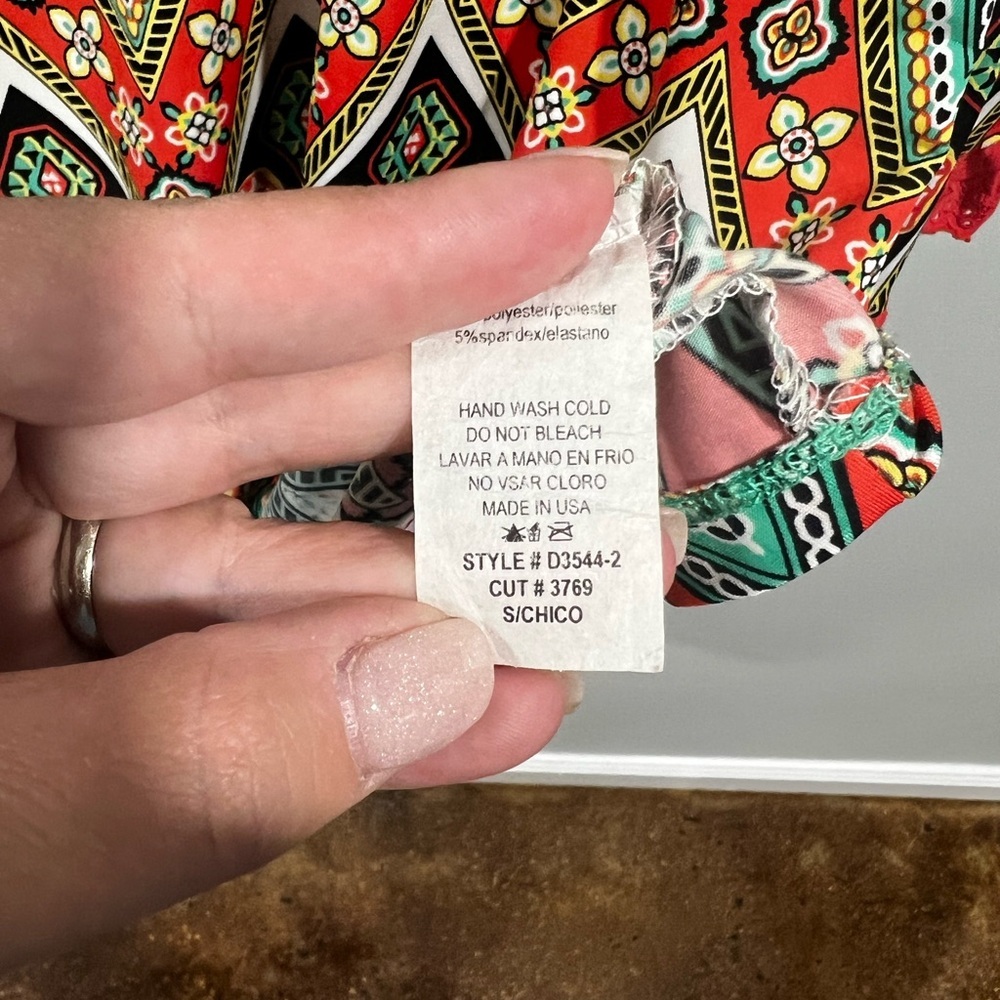 polyester/poliester
5%spandex/elastano
HAND WASH COLD
DO NOT BLEACH
LAVAR A MANO EN FRIO
NO VSAR CLORO
MADE IN USA
STYLE # D3544-2
CUT # 3769
S/CHICO